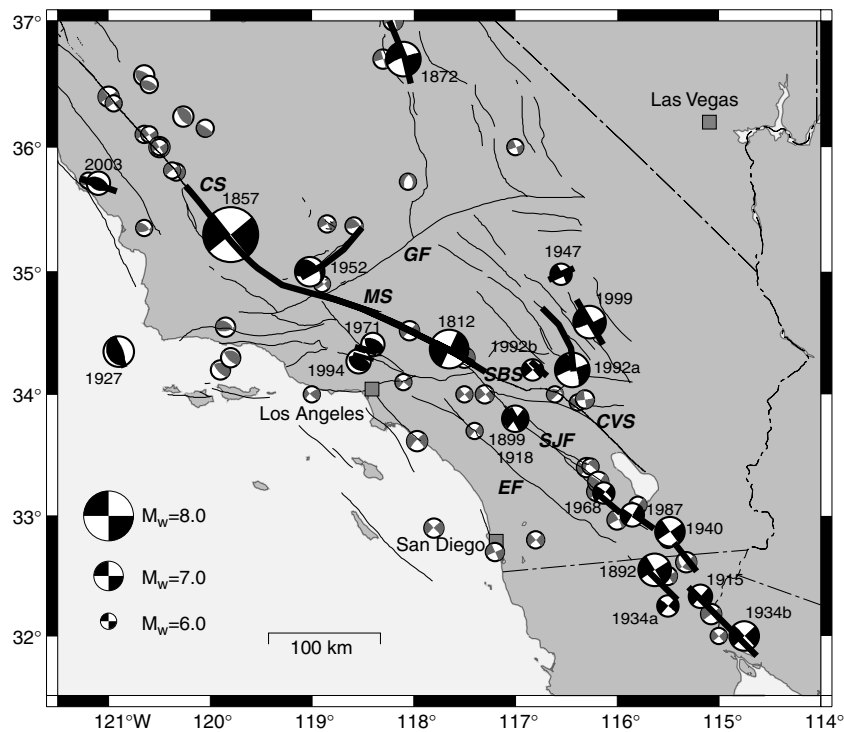 37°
1872
Las Vegas
36°
2003
CS
1857
GF
1947
35°
1952
MS
1999
1971
1812
1992b
1994
1992a
1927
SBS
34°
Los Angeles
CVS
1899
SJF
1918
EF
1968
1987
33°
Mw=8.0
San Diego
1940
Mw=7.0
1892
1915
Mw=6.0
1934a
1934b
32°
100 km
121°W
120°
119°
118°
117°
116°
115°
114°